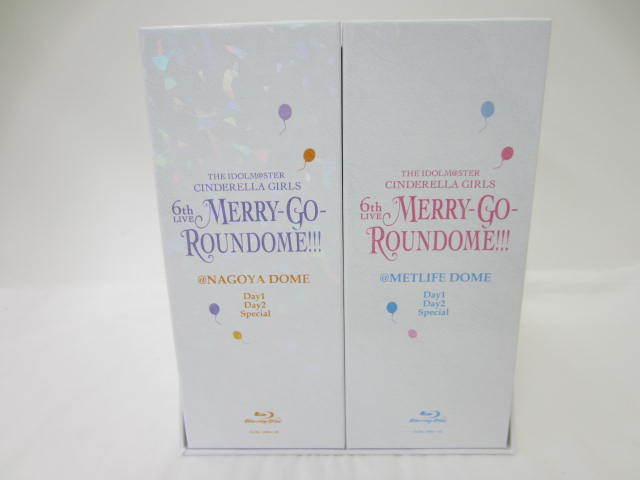 THE IDOLM@STER
CINDERELLA GIRLS
6th LIVE MERRY-GO-
ROUNDOME!!!
@NAGOYA DOME
Day1
Day2
Special
Blu-ray Disc
THE IDOLM@STER
CINDERELLA GIRLS
6th LIVE MERRY-GO-
ROUNDOME!!!
@METLIFE DOME
Day1
Day2
Special
Blu-ray Disc